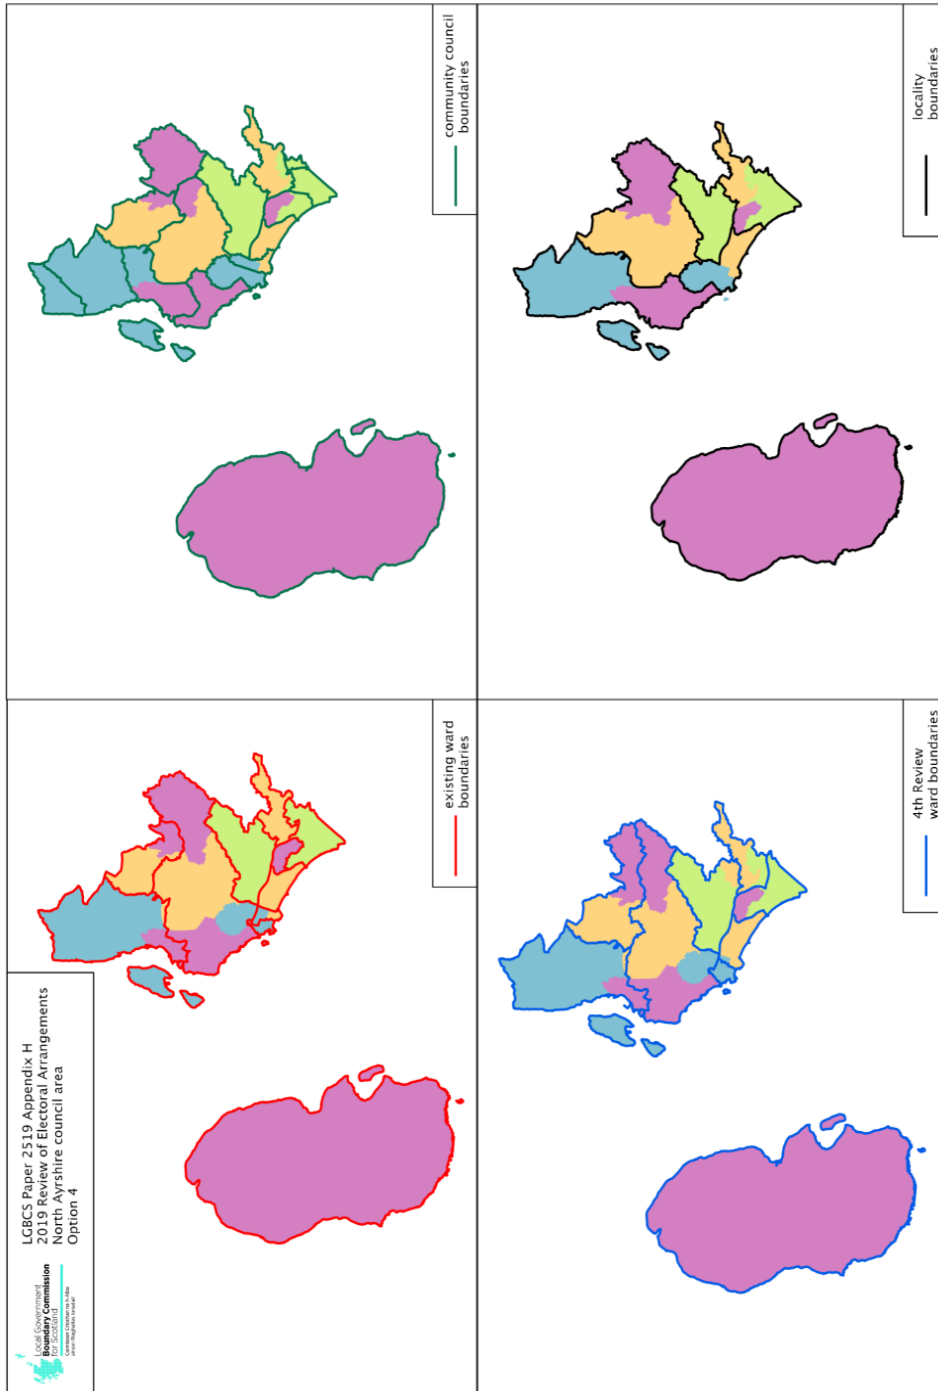 Local Government
Boundary Commission
for Scotland
LGBCS Paper 2519 Appendix H
2019 Review of Electoral Arrangements
North Ayrshire council area
Option 4
existing ward
boundaries
community council
boundaries
4th Review
ward boundaries
locality
boundaries